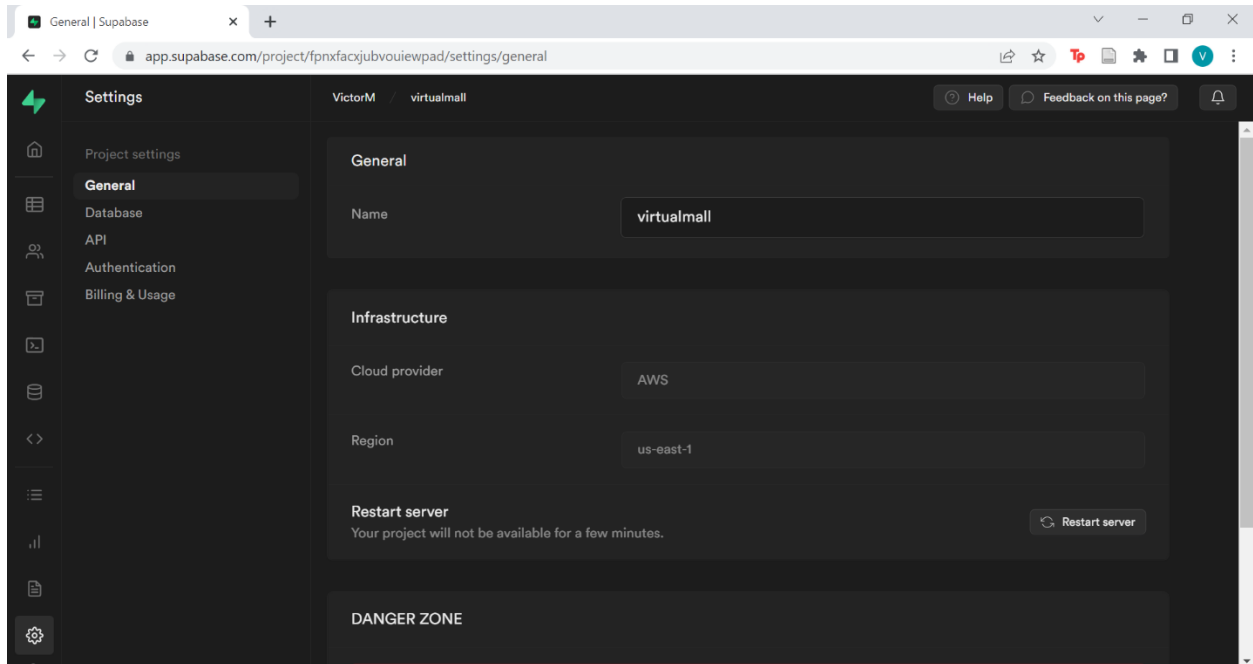 General | Supabase
app.supabase.com/project/fpnxfacxjubvouiewpad/settings/general
Tp
V
Settings
VictorM / virtualmall
Help
Feedback on this page?
Project settings
General
Database
API
Authentication
Billing & Usage
General
Name
virtualmall
Infrastructure
Cloud provider
AWS
Region
us-east-1
Restart server
Your project will not be available for a few minutes.
Restart server
DANGER ZONE